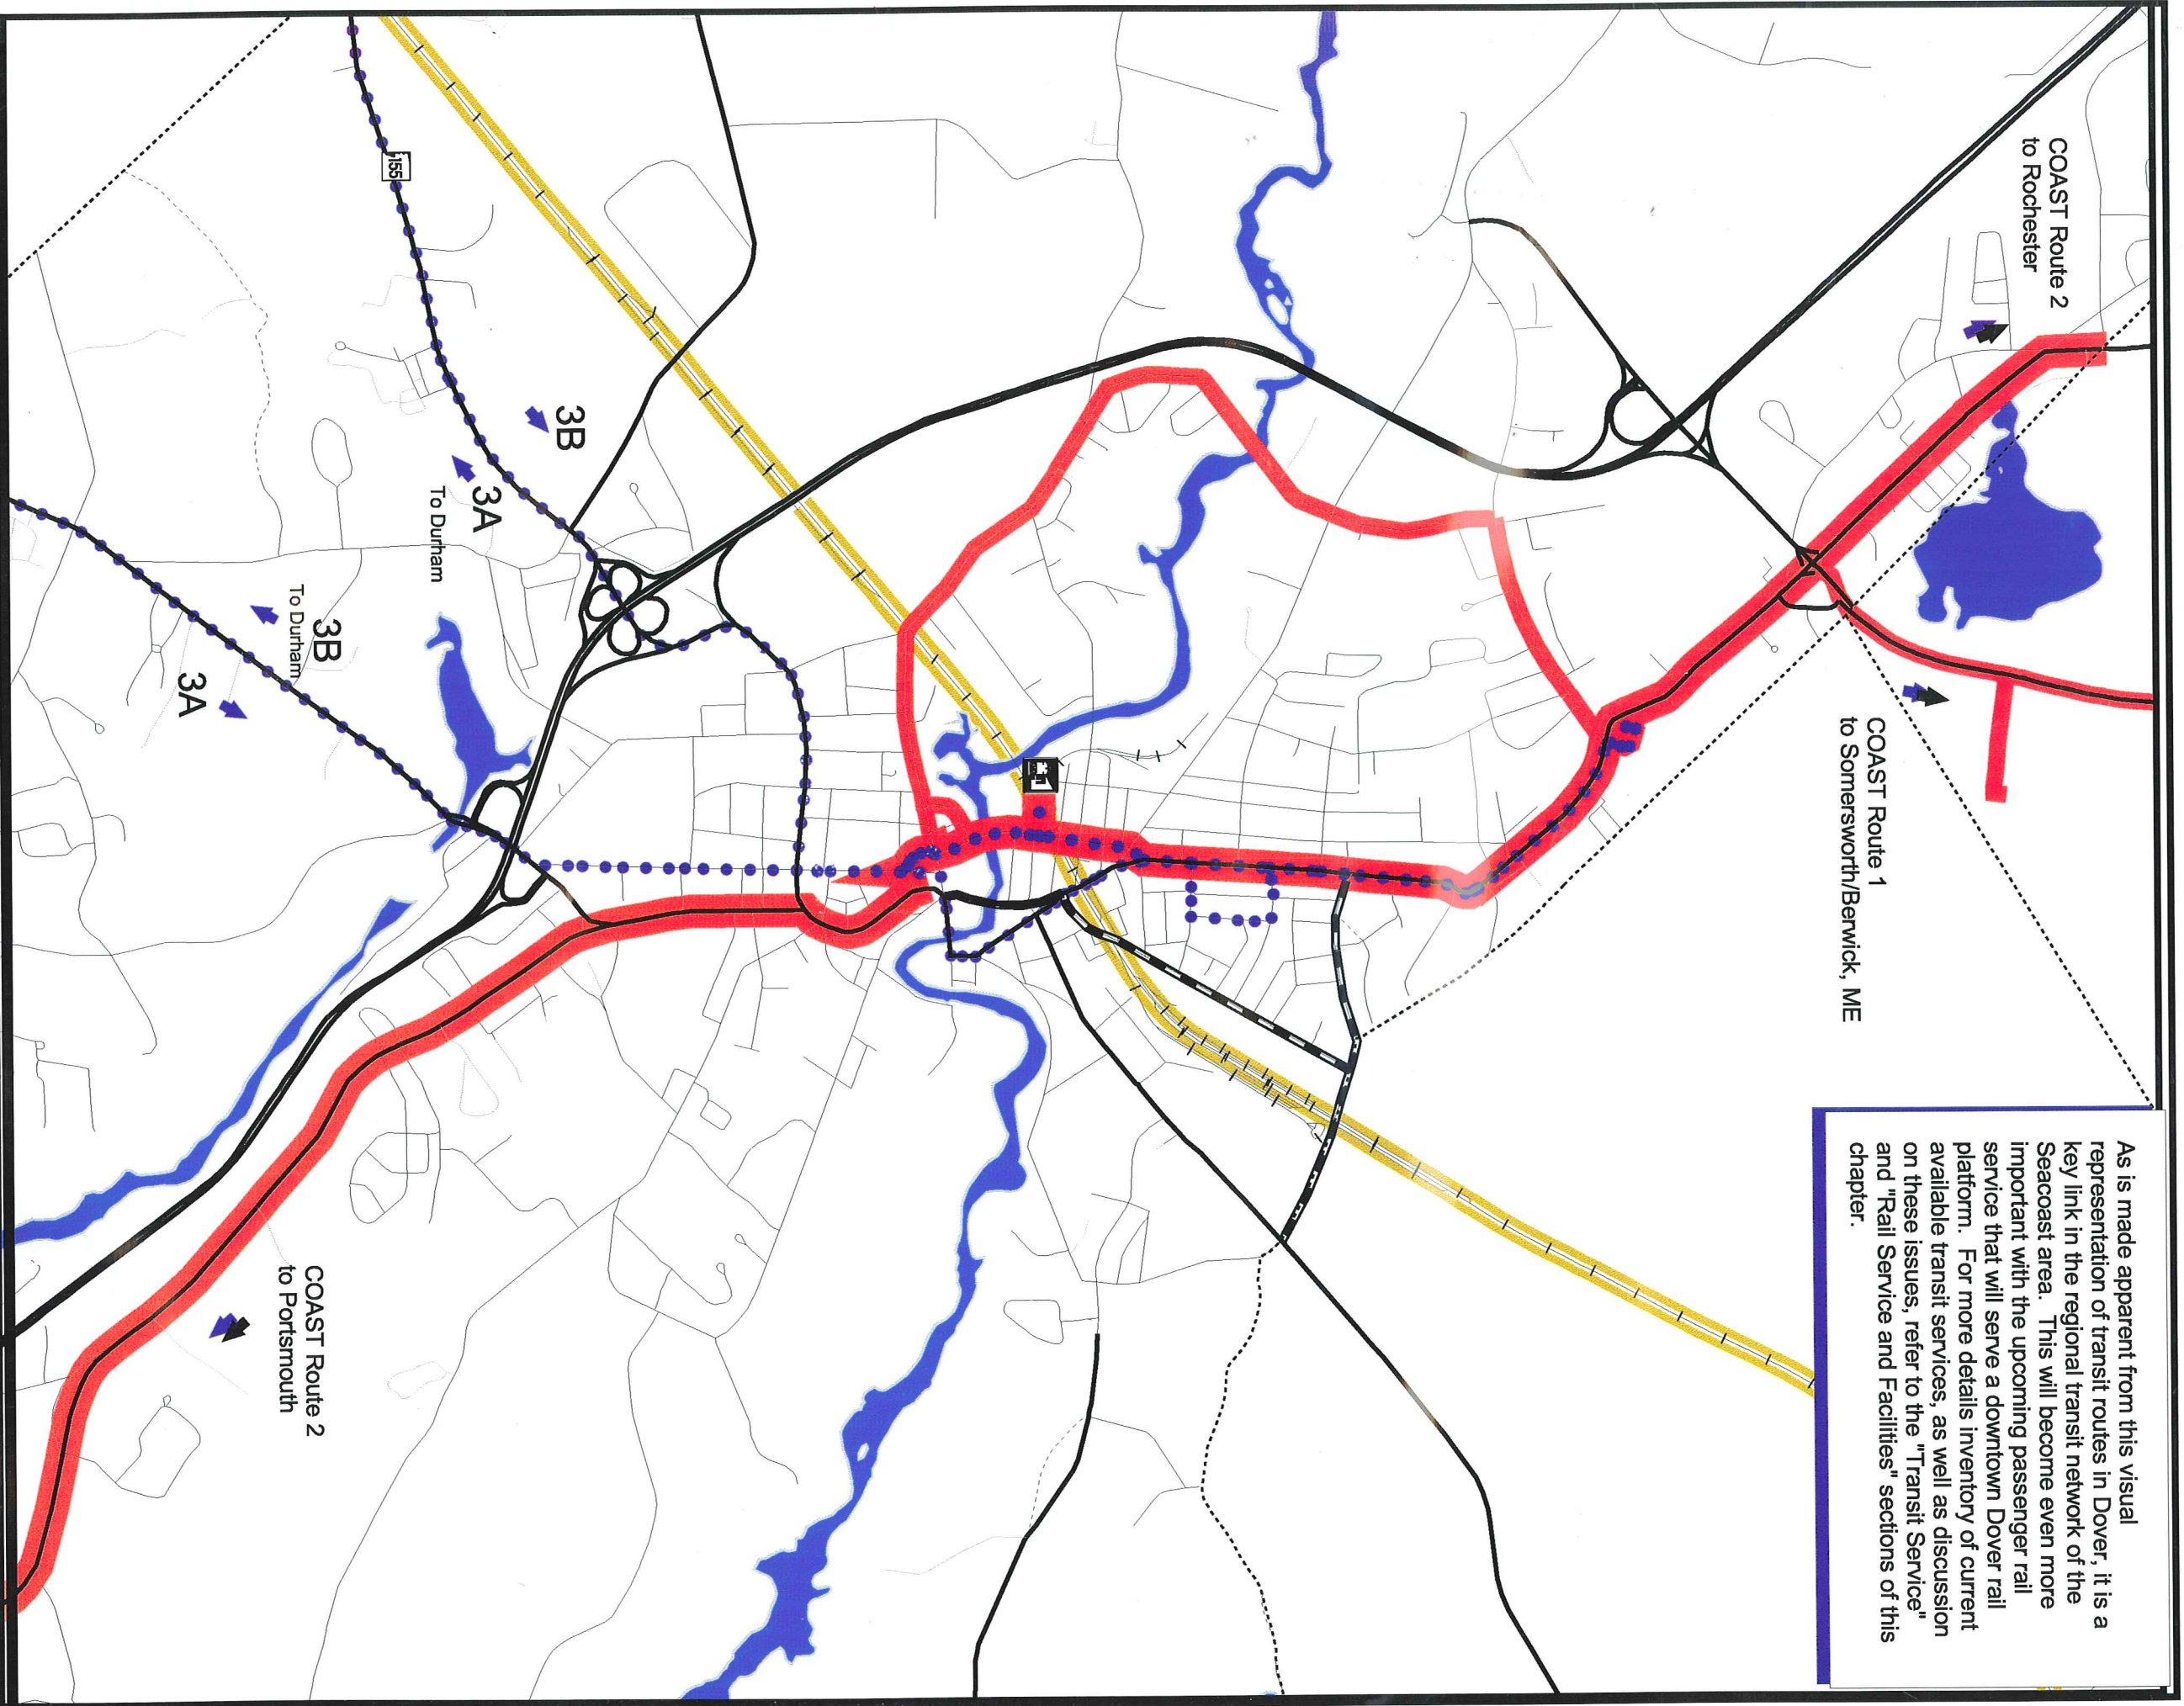 COAST Route 2
to Rochester
COAST Route 1
to Somersworth/Berwick, ME
As is made apparent from this visual
representation of transit routes in Dover, it is a
key link in the regional transit network of the
Seacoast area. This will become even more
important with the upcoming passenger rail
service that will serve a downtown Dover rail
platform. For more details inventory of current
available transit services, as well as discussion
on these issues, refer to the "Transit Service"
and "Rail Service and Facilities" sections of this
chapter.
155
3B
3A
To Durham
3B
To Durham
3A
COAST Route 2
to Portsmouth